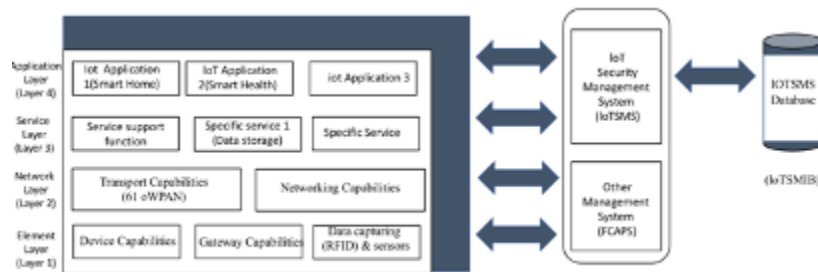 Application
Layer
(Layer 4)
Iot Application
1(Smart Home)
IoT Application
2(Smart Health)
iot Application 3
Service
Layer
(Layer 3)
Service support
function
Specific service 1
(Data storage)
Specific Service
Network
Layer
(Layer 2)
Transport Capabilities
(61 oWPAN)
Networking Capabilities
Element
Layer
(Layer 1)
Device Capabilities
Gateway Capabilities
Data capturing
(RFID) & sensors
IoT
Security
Management
System
(IoTSMS)
Other
Management
System
(FCAPS)
IOTSMS
Database
(IoTSMIB)